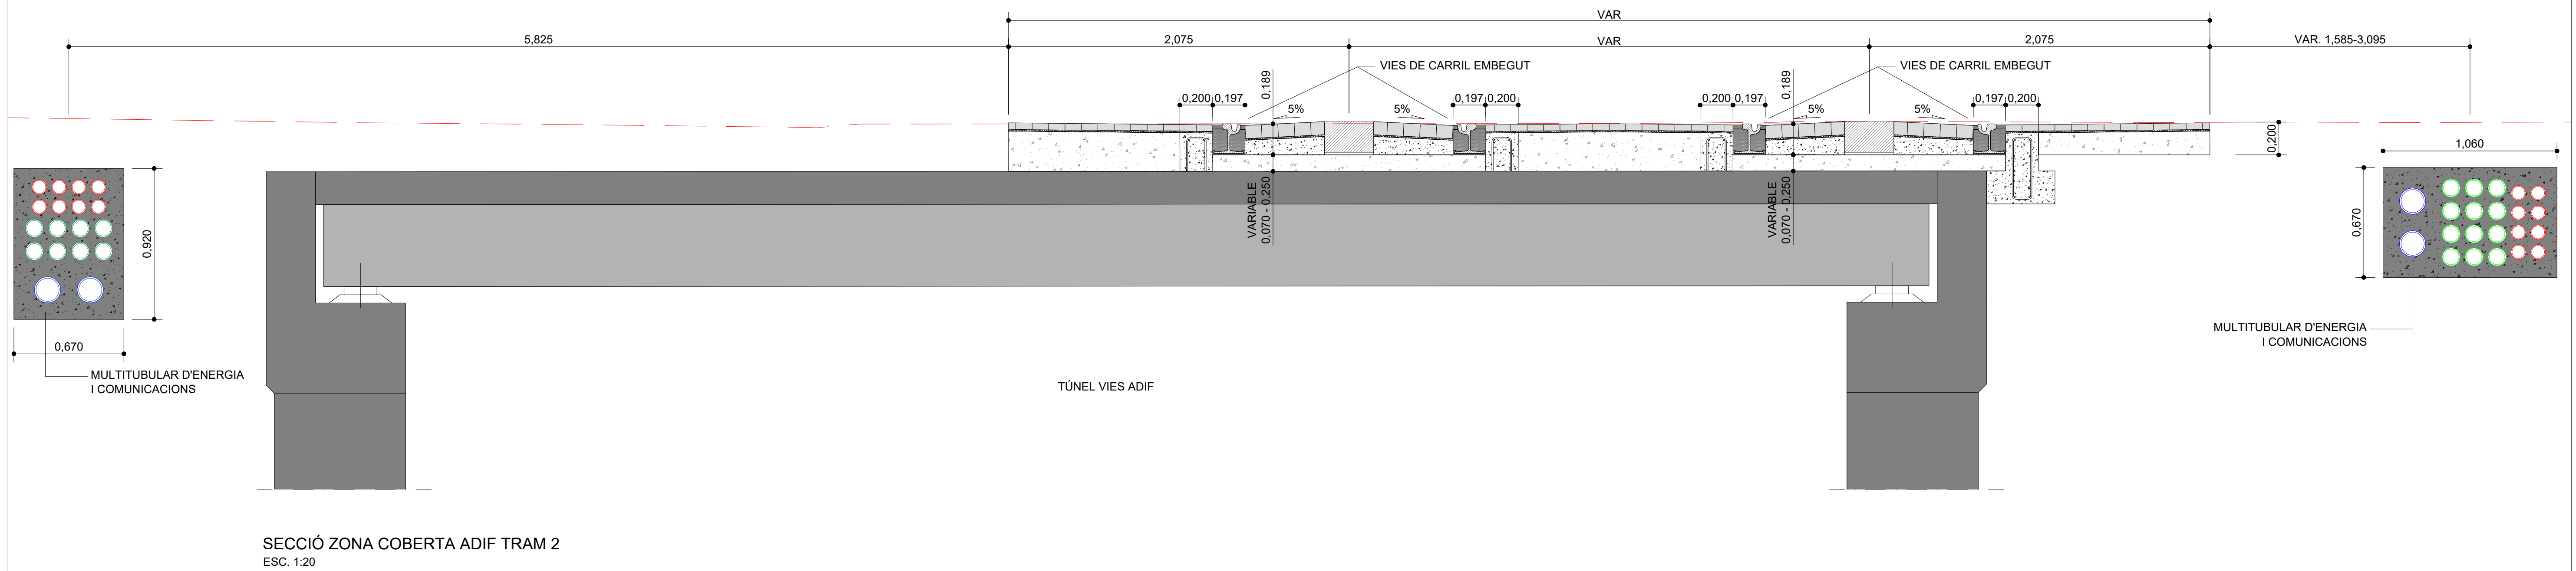 VAR
5,825
2,075
VAR
2,075
VAR. 1,585-3,095
VIES DE CARRIL EMBEGUT
VIES DE CARRIL EMBEGUT
0,189
0,189
0,200
0,197
5%
5%
0,197
0,200
0,200
0,197
5%
5%
0,197
0,200
0,200
1,060
0,670
0,920
0,670
VARIABLE
0,070 - 0,250
VARIABLE
0,070 - 0,250
MULTITUBULAR D'ENERGIA
I COMUNICACIONS
MULTITUBULAR D'ENERGIA
I COMUNICACIONS
TÚNEL VIES ADIF
SECCIÓ ZONA COBERTA ADIF TRAM 2
ESC. 1:20